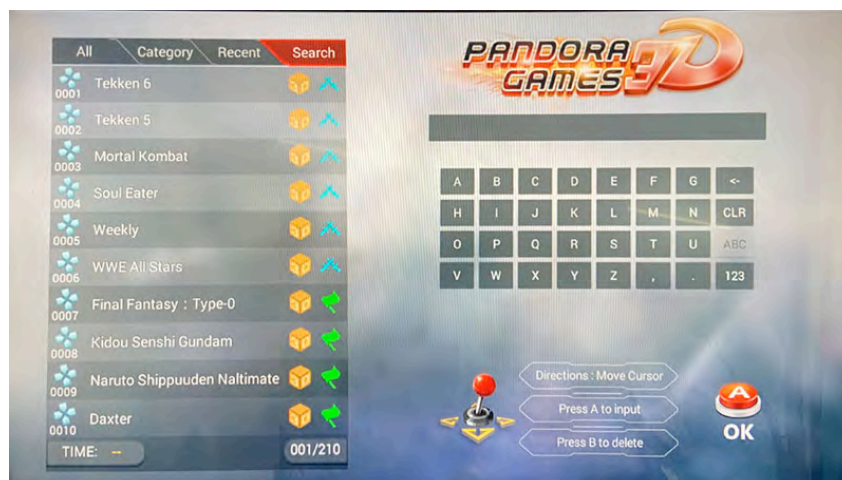 All Category Recent Search
0001 Tekken 6
0002 Tekken 5
0003 Mortal Kombat
0004 Soul Eater
0005 Weekly
0006 WWE All Stars
0007 Final Fantasy : Type-0
0008 Kidou Senshi Gundam
0009 Naruto Shippuuden Naltimate
0010 Daxter
TIME: --
001/210
PANDORA
GAMES 3D
A B C D E F G <-
H I J K L M N CLR
O P Q R S T U ABC
V W X Y Z , . 123
Directions : Move Cursor
Press A to input
Press B to delete
A
OK